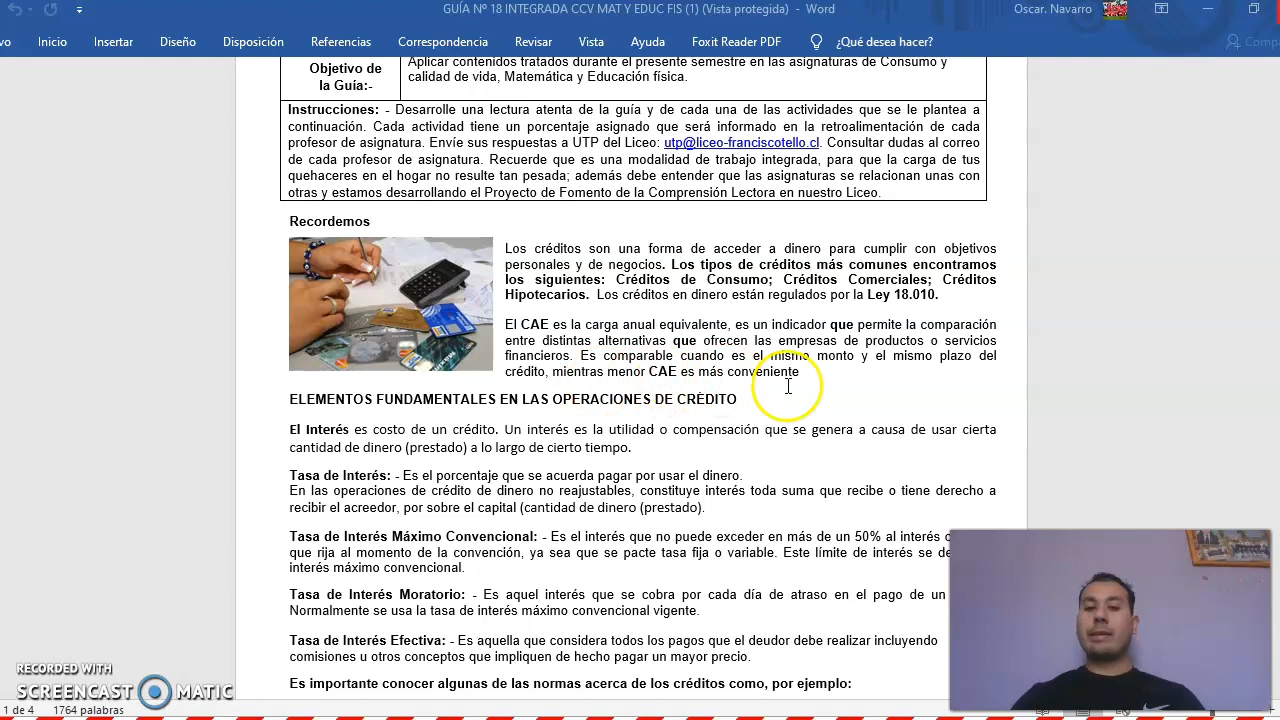 GUÍA Nº 18 INTEGRADA CCV MAT Y EDUC FIS (1) (Vista protegida) - Word
Oscar. Navarro
Inicio Insertar Diseño Disposición Referencias Correspondencia Revisar Vista Ayuda Foxit Reader PDF ¿Qué desea hacer?
Objetivo de la Guía:-
Aplicar contenidos tratados durante el presente semestre en las asignaturas de Consumo y
calidad de vida, Matemática y Educación física.
Instrucciones: - Desarrolle una lectura atenta de la guía y de cada una de las actividades que se le plantea a
continuación. Cada actividad tiene un porcentaje asignado que será informado en la retroalimentación de cada
profesor de asignatura. Envíe sus respuestas a UTP del Liceo: utp@liceo-franciscotello.cl. Consultar dudas al correo
de cada profesor de asignatura. Recuerde que es una modalidad de trabajo integrada, para que la carga de tus
quehaceres en el hogar no resulte tan pesada; además debe entender que las asignaturas se relacionan unas con
otras y estamos desarrollando el Proyecto de Fomento de la Comprensión Lectora en nuestro Liceo.
Recordemos
Los créditos son una forma de acceder a dinero para cumplir con objetivos
personales y de negocios. Los tipos de créditos más comunes encontramos
los siguientes: Créditos de Consumo; Créditos Comerciales; Créditos
Hipotecarios. Los créditos en dinero están regulados por la Ley 18.010.
El CAE es la carga anual equivalente, es un indicador que permite la comparación
entre distintas alternativas que ofrecen las empresas de productos o servicios
financieros. Es comparable cuando es el mismo monto y el mismo plazo del
crédito, mientras menor CAE es más conveniente
ELEMENTOS FUNDAMENTALES EN LAS OPERACIONES DE CRÉDITO
El Interés es costo de un crédito. Un interés es la utilidad o compensación que se genera a causa de usar cierta
cantidad de dinero (prestado) a lo largo de cierto tiempo.
Tasa de Interés: - Es el porcentaje que se acuerda pagar por usar el dinero.
En las operaciones de crédito de dinero no reajustables, constituye interés toda suma que recibe o tiene derecho a
recibir el acreedor, por sobre el capital (cantidad de dinero (prestado).
Tasa de Interés Máximo Convencional: - Es el interés que no puede exceder en más de un 50% al interés
que rija al momento de la convención, ya sea que se pacte tasa fija o variable. Este límite de interés se
interés máximo convencional.
Tasa de Interés Moratorio: - Es aquel interés que se cobra por cada día de atraso en el pago de un
Normalmente se usa la tasa de interés máximo convencional vigente.
Tasa de Interés Efectiva: - Es aquella que considera todos los pagos que el deudor debe realizar incluyendo
comisiones u otros conceptos que impliquen de hecho pagar un mayor precio.
Es importante conocer algunas de las normas acerca de los créditos como, por ejemplo:
RECORDED WITH
SCREENCAST MATIC
1 de 4 1764 palabras